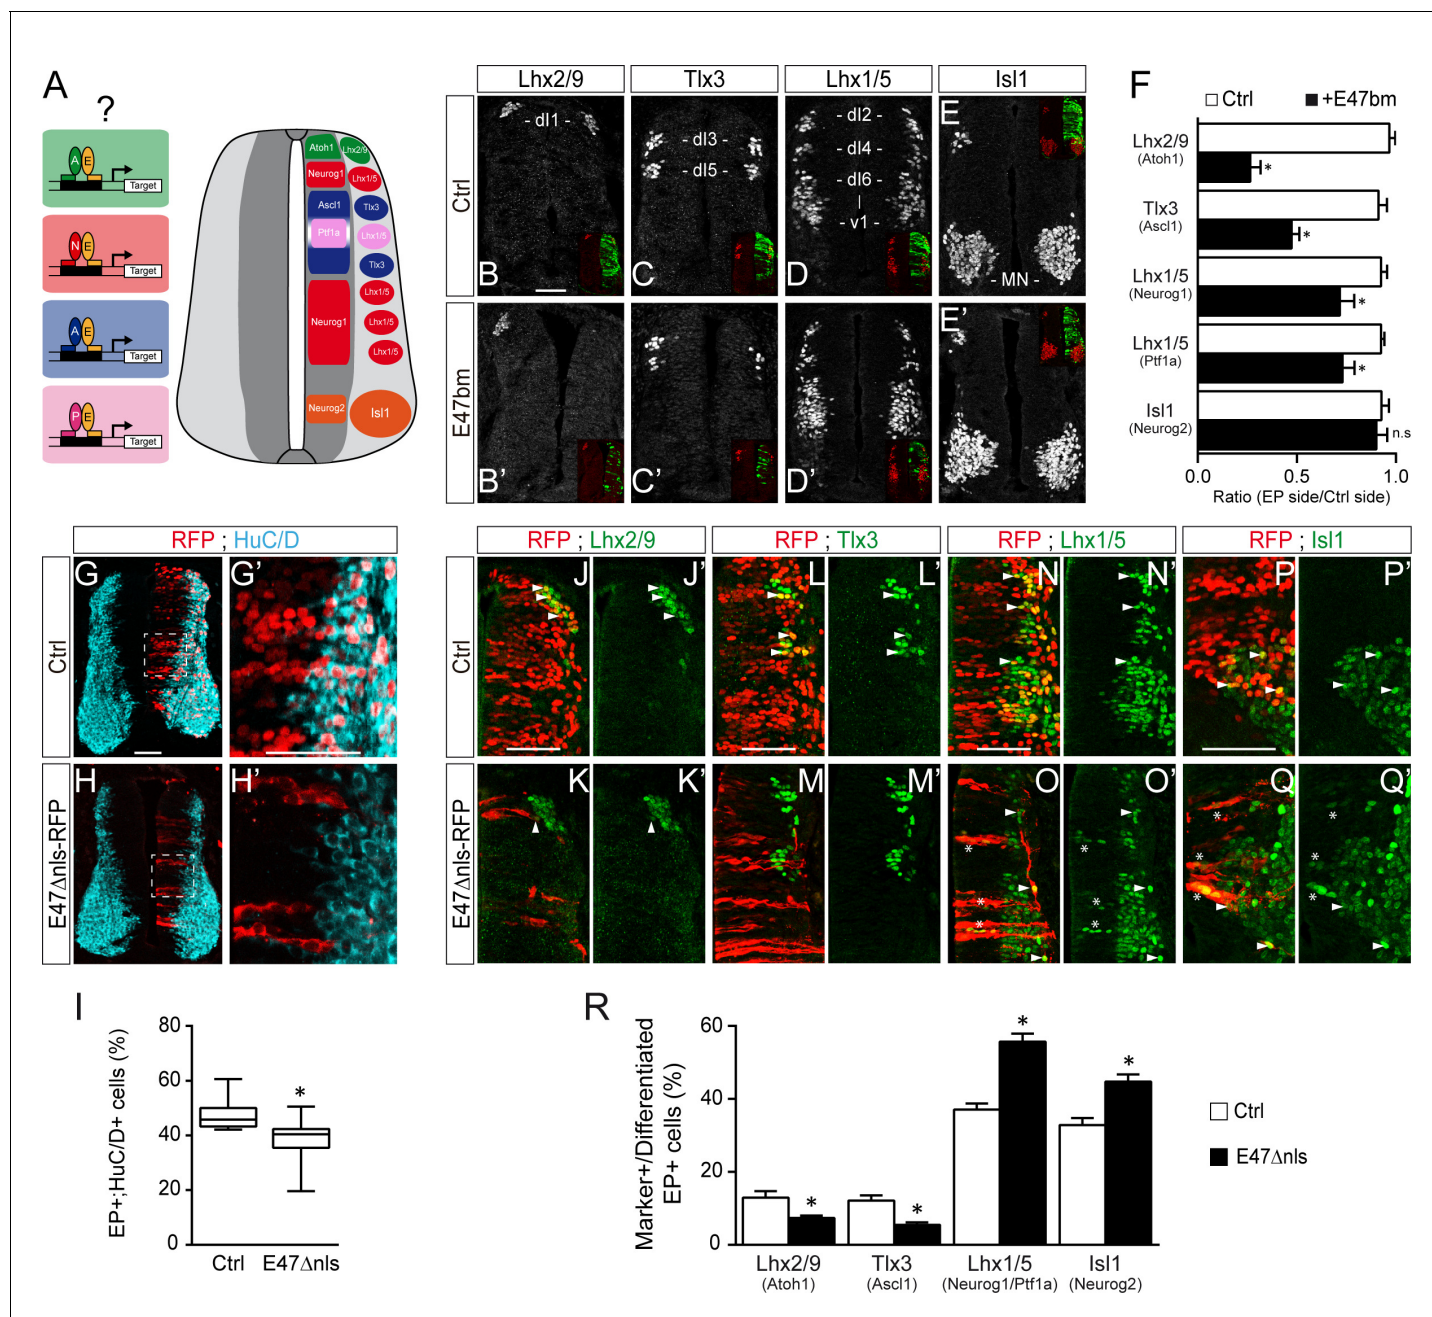 A
?
A E
Target
N E
Target
A E
Target
P E
Target
Atoh1 Lhx2/9
Neurog1 Lhx1/5
Ascl1 Tlx3
Ptf1a Lhx1/5
Tlx3
Lhx1/5
Neurog1 Lhx1/5
Lhx1/5
Neurog2 Isl1
Lhx2/9 Tlx3 Lhx1/5 Isl1
Ctrl
- dI1 -
- dI3 -
- dI5 -
- dI2 -
- dI4 -
- dI6 -
- v1 -
- MN -
B C D E
E47bm
B' C' D' E'
F
Ctrl +E47bm
Lhx2/9
(Atoh1)
*
Tlx3
(Ascl1)
*
Lhx1/5
(Neurog1)
*
Lhx1/5
(Ptf1a)
*
Isl1
(Neurog2)
n.s
0.0 0.5 1.0
Ratio (EP side/Ctrl side)
RFP ; HuC/D
Ctrl
G G'
E47Δnls-RFP
H H'
RFP ; Lhx2/9 RFP ; Tlx3 RFP ; Lhx1/5 RFP ; Isl1
Ctrl
J J' L L' N N' P P'
E47Δnls-RFP
K K' M M' O O' Q Q'
* * * * * *
* * * * * *
I
EP+;HuC/D+ cells (%)
80
60
40
20
0
*
Ctrl E47Δnls
R
Marker+/Differentiated
EP+ cells (%)
60
40
20
0
* * * *
Lhx2/9 Tlx3 Lhx1/5 Isl1
(Atoh1) (Ascl1) (Neurog1/Ptf1a) (Neurog2)
Ctrl
E47Δnls